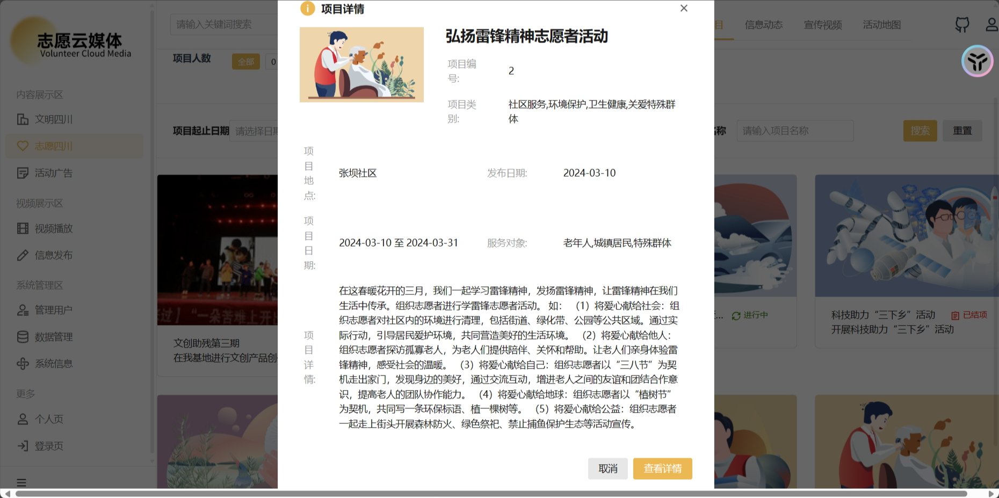 志愿云媒体
Volunteer Cloud Media
内容展示区
文明四川
志愿四川
活动广告
视频展示区
视频播放
信息发布
系统管理区
管理用户
数据管理
系统信息
更多
个人页
登录页
请输入关键词搜索
目
信息动态
宣传视频
活动地图
项目人数
全部
0
项目起止日期
请选择日期
称
请输入项目名称
搜索
重置
文创助残第三期
在我基地进行文创产品创
“一朵苦难上开出
... 进行中
科技助力“三下乡”活动
已结项
开展科技助力“三下乡”活动
项目详情
弘扬雷锋精神志愿者活动
项目编号:
2
项目类别:
社区服务,环境保护,卫生健康,关爱特殊群
体
项目地点:
张坝社区
发布日期:
2024-03-10
项目日期:
2024-03-10 至 2024-03-31
服务对象:
老年人,城镇居民,特殊群体
项目详情:
在这春暖花开的三月，我们一起学习雷锋精神，发扬雷锋精神，让雷锋精神在我们
生活中传承。组织志愿者进行学雷锋志愿者活动。 如： （1）将爱心献给社会：组
织志愿者对社区内的环境进行清理，包括街道、绿化带、公园等公共区域。通过实
际行动，引导居民爱护环境，共同营造美好的生活环境。 （2）将爱心献给他人：
组织志愿者探访孤寡老人，为老人们提供陪伴、关怀和帮助。让老人们亲身体验雷
锋精神，感受社会的温暖。 （3）将爱心献给自己：组织志愿者以“三八节”为契
机走出家门，发现身边的美好，通过交流互动，增进老人之间的友谊和团结合作意
识，提高老人的团队协作能力。 （4）将爱心献给地球：组织志愿者以“植树节”
为契机，共同写一条环保标语、植一棵树等。 （5）将爱心献给公益：组织志愿者
一起走上街头开展森林防火、绿色祭祀、禁止捕鱼保护生态等活动宣传。
取消
查看详情